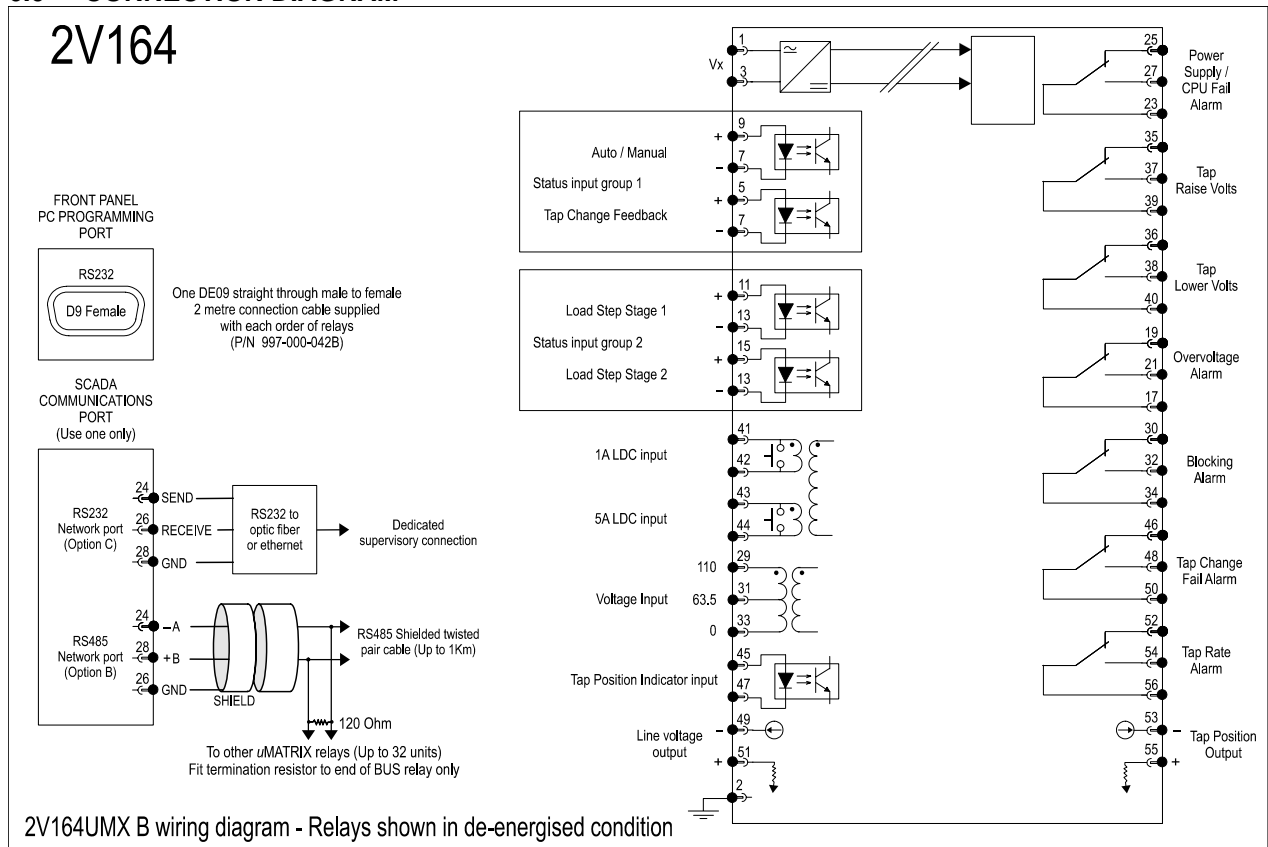 2V164
FRONT PANEL
PC PROGRAMMING
PORT
RS232
D9 Female
One DE09 straight through male to female
2 metre connection cable supplied
with each order of relays
(P/N 997-000-042B)
SCADA
COMMUNICATIONS
PORT
(Use one only)
RS232
Network port
(Option C)
24
SEND
26
RECEIVE
28
GND
RS232 to
optic fiber
or ethernet
Dedicated
supervisory connection
RS485
Network port
(Option B)
24
–A
28
+B
26
GND
SHIELD
RS485 Shielded twisted
pair cable (Up to 1Km)
120 Ohm
To other uMATRIX relays (Up to 32 units)
Fit termination resistor to end of BUS relay only
Vx
1
3
Auto / Manual
+ 9
– 7
Status input group 1
Tap Change Feedback
+ 5
– 7
Load Step Stage 1
+ 11
– 13
Status input group 2
Load Step Stage 2
+ 15
– 13
1A LDC input
41
42
5A LDC input
43
44
Voltage Input
110 29
63.5 31
0 33
Tap Position Indicator input
45
47
Line voltage
output
– 49
+ 51
2
25
27
23
Power
Supply /
CPU Fail
Alarm
35
37
39
Tap
Raise Volts
36
38
40
Tap
Lower Volts
19
21
17
Overvoltage
Alarm
30
32
34
Blocking
Alarm
46
48
50
Tap Change
Fail Alarm
52
54
56
Tap Rate
Alarm
53 –
55 +
Tap Position
Output
2V164UMX B wiring diagram - Relays shown in de-energised condition